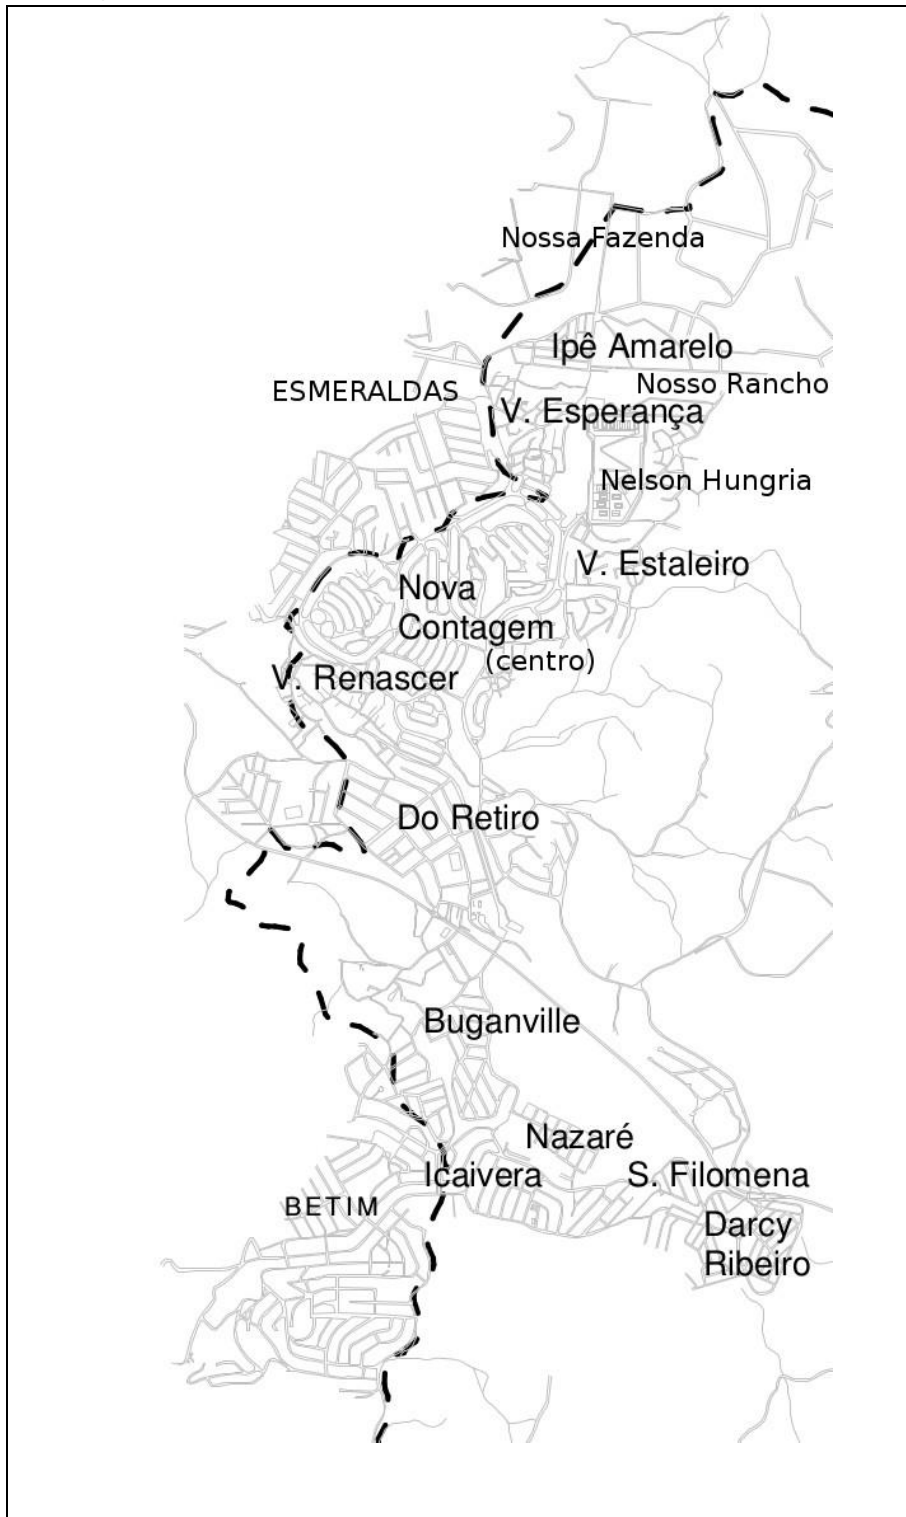 Nossa Fazenda
Ipê Amarelo
Nosso Rancho
ESMERALDAS
V. Esperança
Nelson Hungria
V. Estaleiro
Nova
Contagem
(centro)
V. Renascer
Do Retiro
Buganville
Nazaré
Icaivera
S. Filomena
BETIM
Darcy
Ribeiro